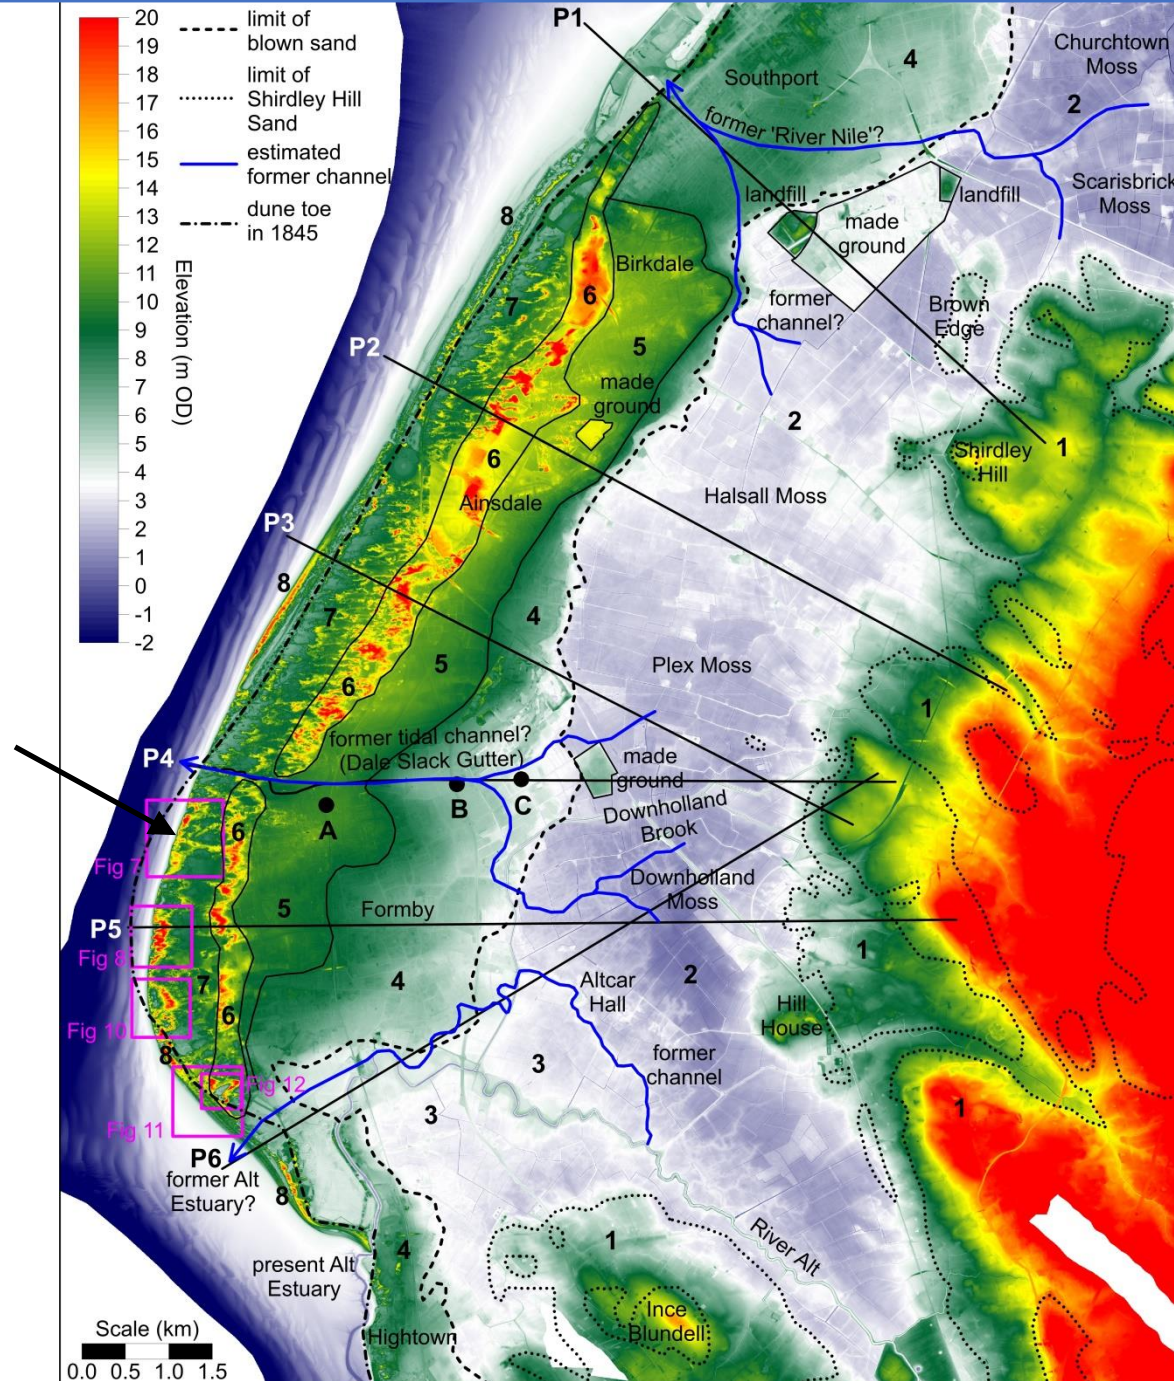 20
19
18
17
16
15
14
13
12
11
10
9
8
7
6
5
4
3
2
1
0
-1
-2
Elevation (m OD)
limit of
blown sand
limit of
Shirdley Hill
Sand
estimated
former channel
dune toe
in 1845
P1
Southport
4
Churchtown
Moss
2
former 'River Nile'?
landfill
landfill
Scarisbrick
Moss
made
ground
8
Birkdale
6
7
former
channel?
Brown
Edge
P2
5
made
ground
2
Shirdley
Hill
1
6
Ainsdale
Halsall Moss
P3
8
7
4
5
Plex Moss
6
1
former tidal channel?
(Dale Slack Gutter)
P4
made
ground
A
B
C
Downholland
Brook
6
Fig 7
Downholland
Moss
5
Formby
P5
Fig 8
7
4
2
1
Altcar
Hall
6
Hill
House
Fig 10
8
3
former
channel
Fig 12
3
1
Fig 11
P6
former Alt
Estuary?
8
1
River Alt
present Alt
Estuary
4
Ince
Blundell
Hightown
Scale (km)
0.0 0.5 1.0 1.5